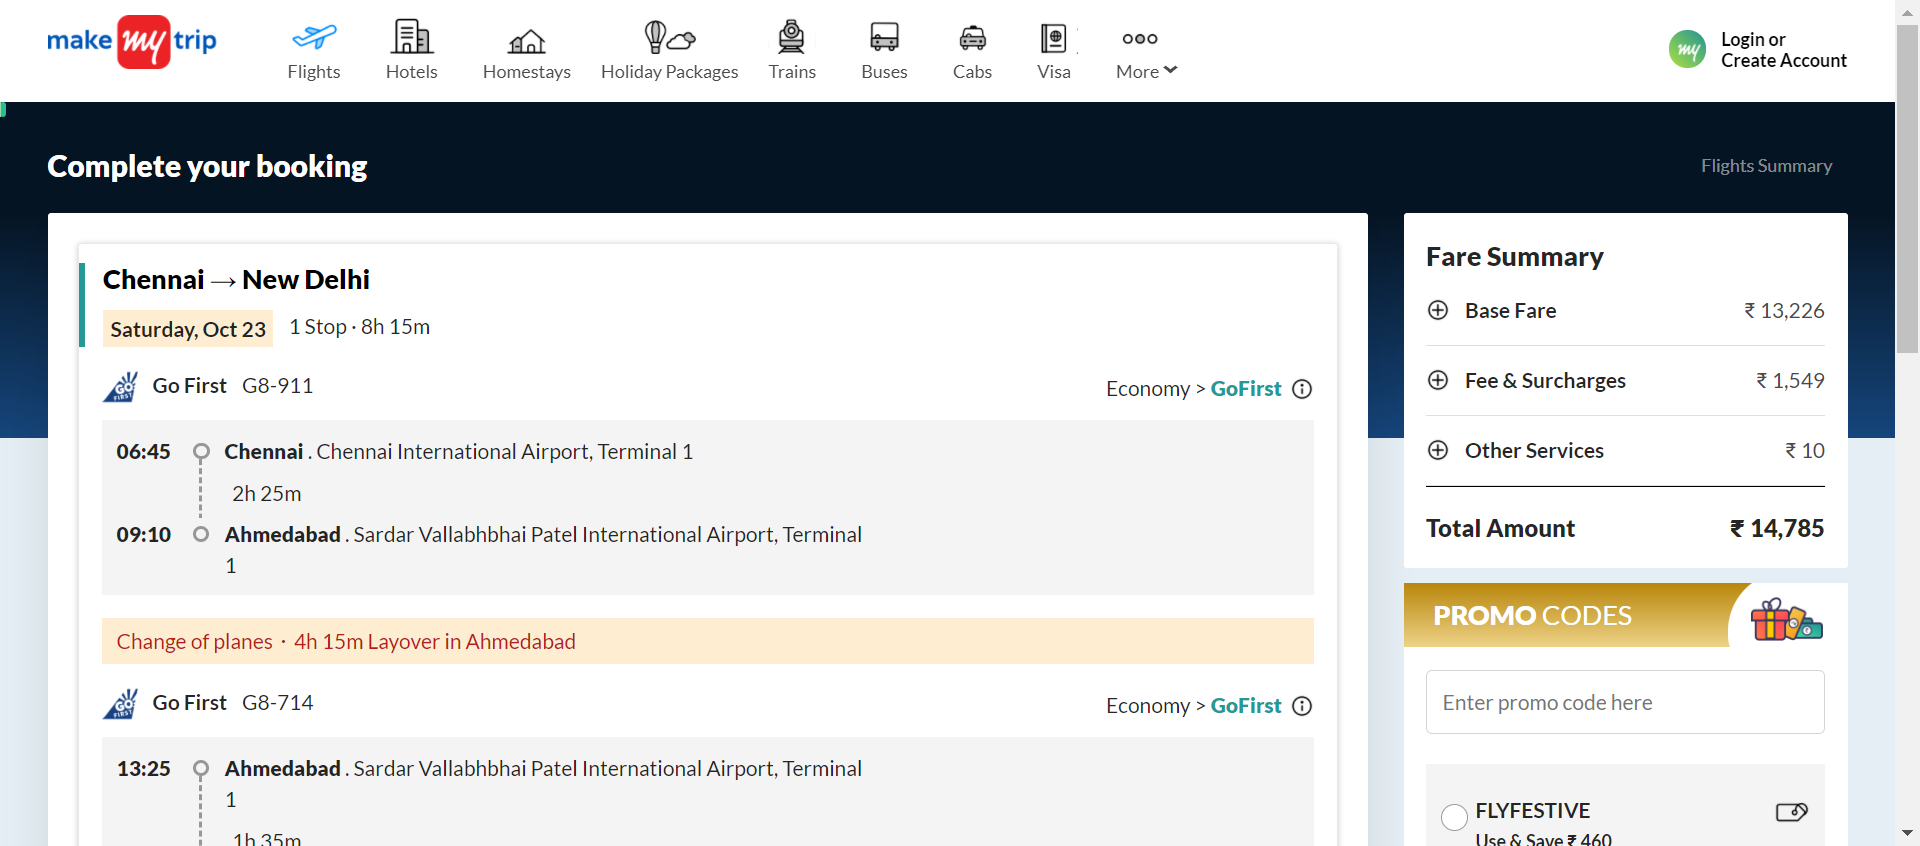 make my trip
Flights
Hotels
Homestays
Holiday Packages
Trains
Buses
Cabs
Visa
More
my
Login or
Create Account
Complete your booking
Flights Summary
Chennai → New Delhi
Saturday, Oct 23 1 Stop · 8h 15m
GO FIRST Go First G8-911
Economy > GoFirst
06:45 Chennai . Chennai International Airport, Terminal 1
2h 25m
09:10 Ahmedabad . Sardar Vallabhbhai Patel International Airport, Terminal
1
Change of planes · 4h 15m Layover in Ahmedabad
GO FIRST Go First G8-714
Economy > GoFirst
13:25 Ahmedabad . Sardar Vallabhbhai Patel International Airport, Terminal
1
1h 35m
Fare Summary
Base Fare ₹ 13,226
Fee & Surcharges ₹ 1,549
Other Services ₹ 10
Total Amount ₹ 14,785
PROMO CODES
Enter promo code here
FLYFESTIVE
Use & Save ₹ 460